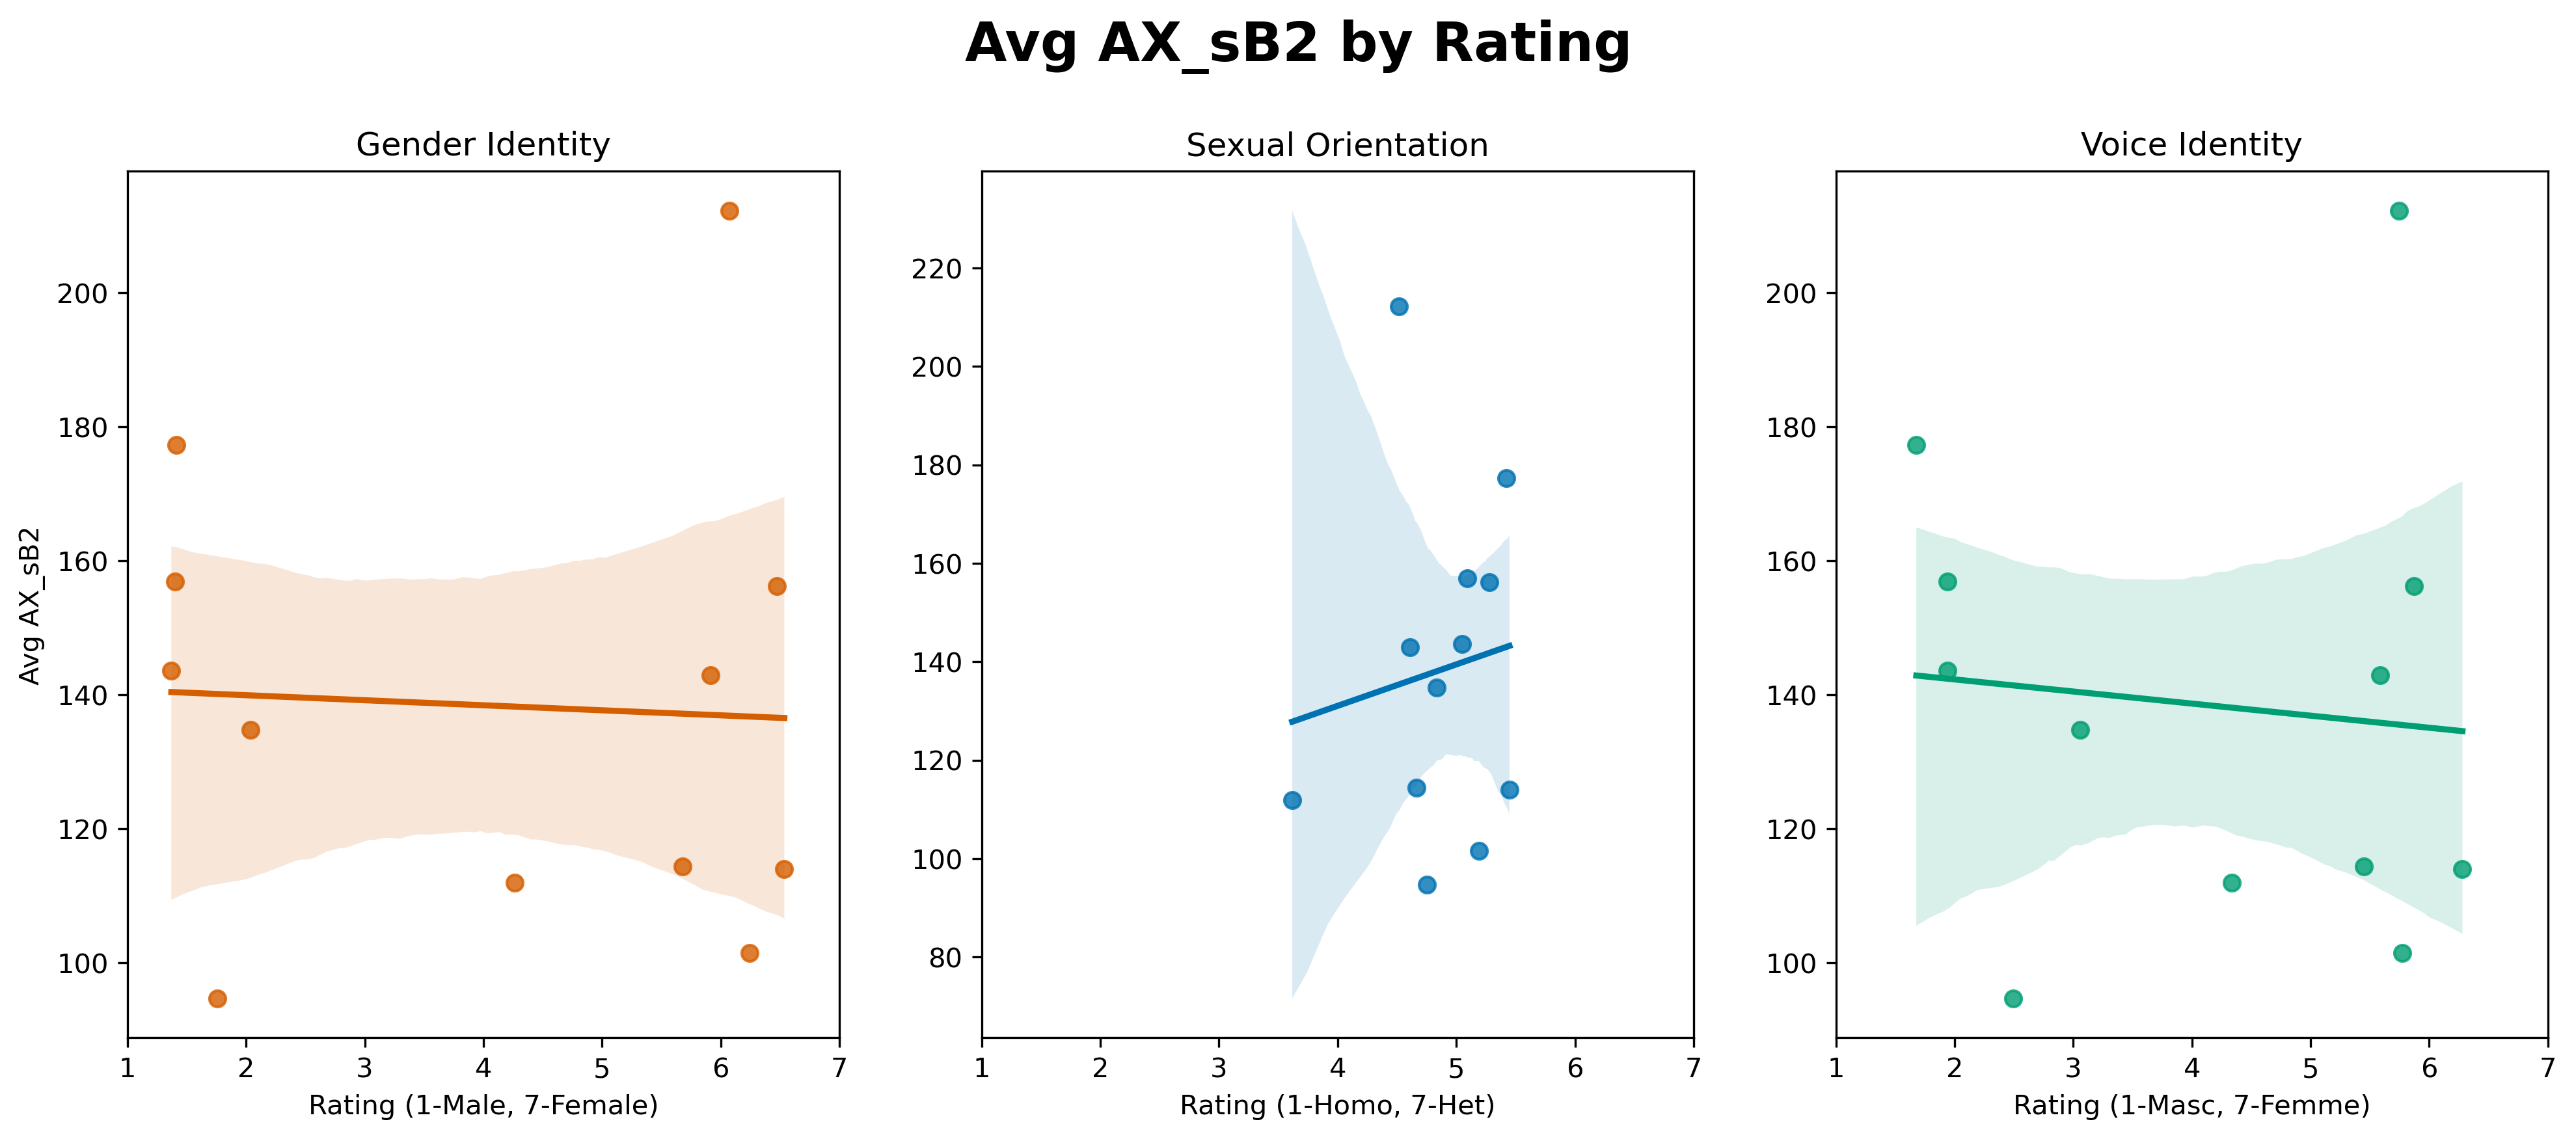 Avg AX_sB2 by Rating
Gender Identity
Sexual Orientation
Voice Identity
Avg AX_sB2
200
180
160
140
120
100
1 2 3 4 5 6 7
Rating (1-Male, 7-Female)
220
200
180
160
140
120
100
80
1 2 3 4 5 6 7
Rating (1-Homo, 7-Het)
200
180
160
140
120
100
1 2 3 4 5 6 7
Rating (1-Masc, 7-Femme)